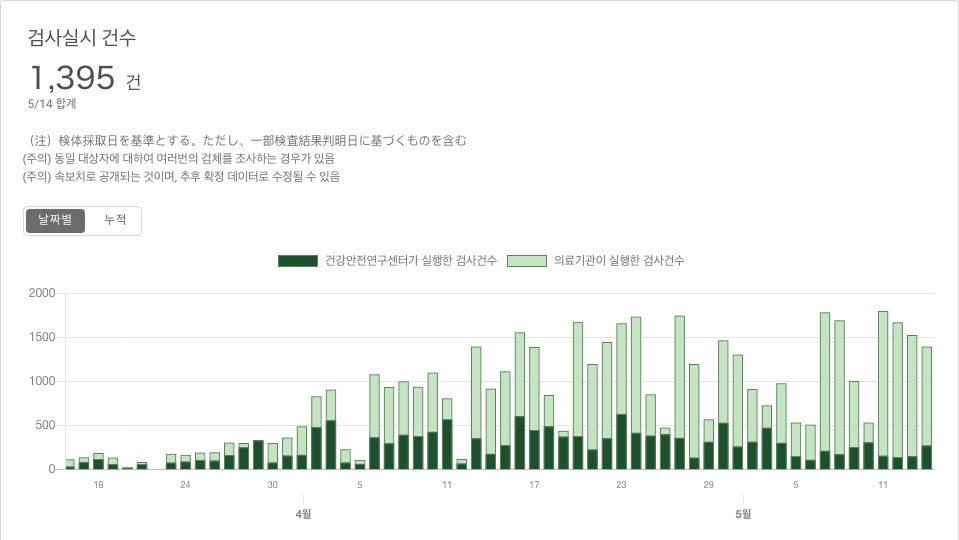 검사실시 건수
1,395 건
5/14 합계
（注）検体採取日を基準とする。ただし、一部検査結果判明日に基づくものを含む
(주의) 동일 대상자에 대하여 여러번의 검체를 조사하는 경우가 있음
(주의) 속보치로 공개되는 것이며, 추후 확정 데이터로 수정될 수 있음
날짜별 누적
건강안전연구센터가 실행한 검사건수 의료기관이 실행한 검사건수
2000
1500
1000
500
0
18 24 30 5 11 17 23 29 5 11
4월 5월